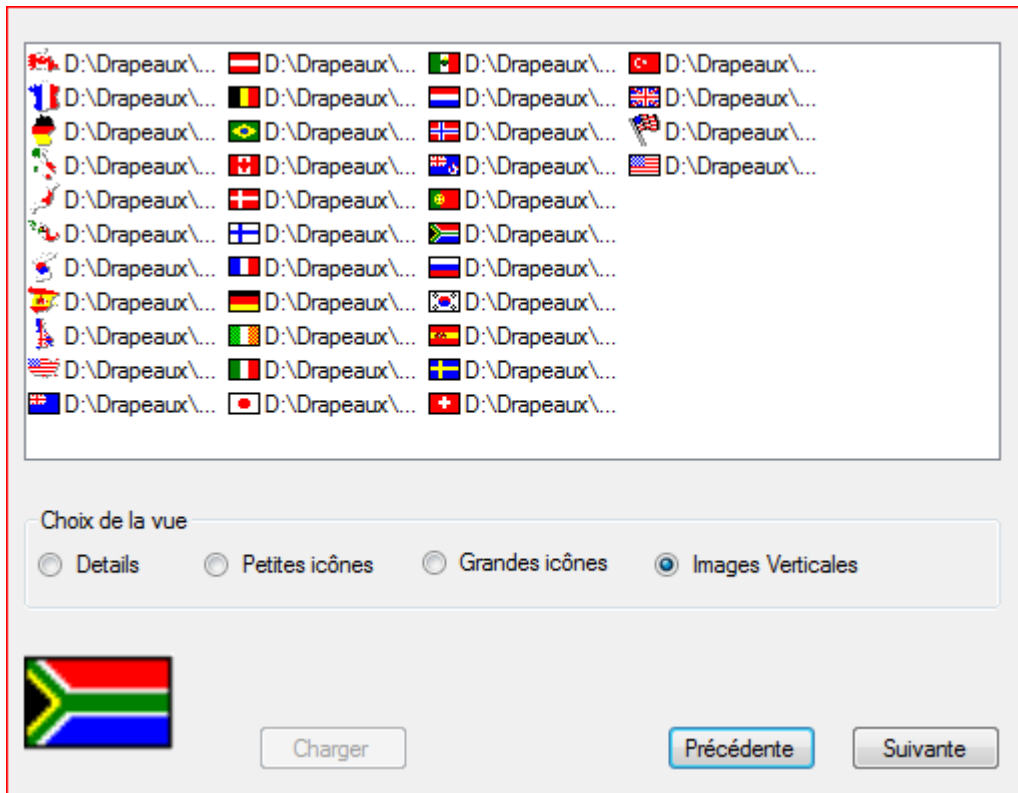 D:\Drapeaux\... D:\Drapeaux\... D:\Drapeaux\... D:\Drapeaux\...
D:\Drapeaux\... D:\Drapeaux\... D:\Drapeaux\... D:\Drapeaux\...
D:\Drapeaux\... D:\Drapeaux\... D:\Drapeaux\... D:\Drapeaux\...
D:\Drapeaux\... D:\Drapeaux\... D:\Drapeaux\... D:\Drapeaux\...
D:\Drapeaux\... D:\Drapeaux\... D:\Drapeaux\...
D:\Drapeaux\... D:\Drapeaux\... D:\Drapeaux\...
D:\Drapeaux\... D:\Drapeaux\... D:\Drapeaux\...
D:\Drapeaux\... D:\Drapeaux\... D:\Drapeaux\...
D:\Drapeaux\... D:\Drapeaux\... D:\Drapeaux\...
D:\Drapeaux\... D:\Drapeaux\... D:\Drapeaux\...
D:\Drapeaux\... D:\Drapeaux\... D:\Drapeaux\...
Choix de la vue
Details Petites icônes Grandes icônes Images Verticales
Charger Précédente Suivante